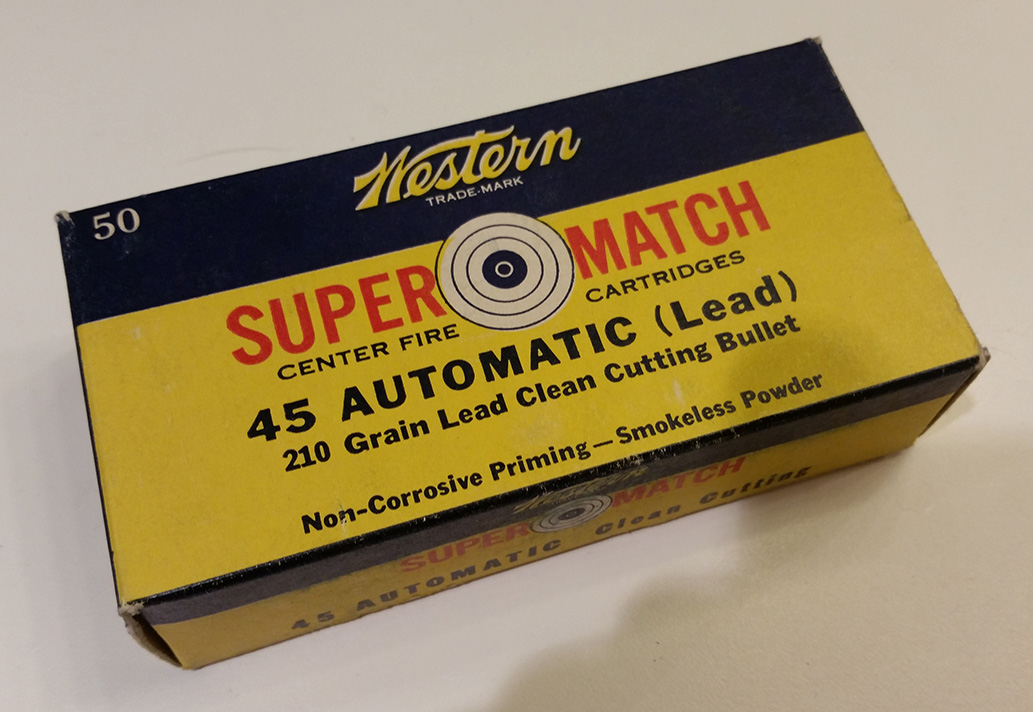 50
Western
TRADE-MARK
SUPER MATCH
CENTER FIRE CARTRIDGES
45 AUTOMATIC (Lead)
210 Grain Lead Clean Cutting Bullet
Non-Corrosive Priming—Smokeless Powder
Western
SUPER MATCH
45 AUTOMATIC Clean Cutting